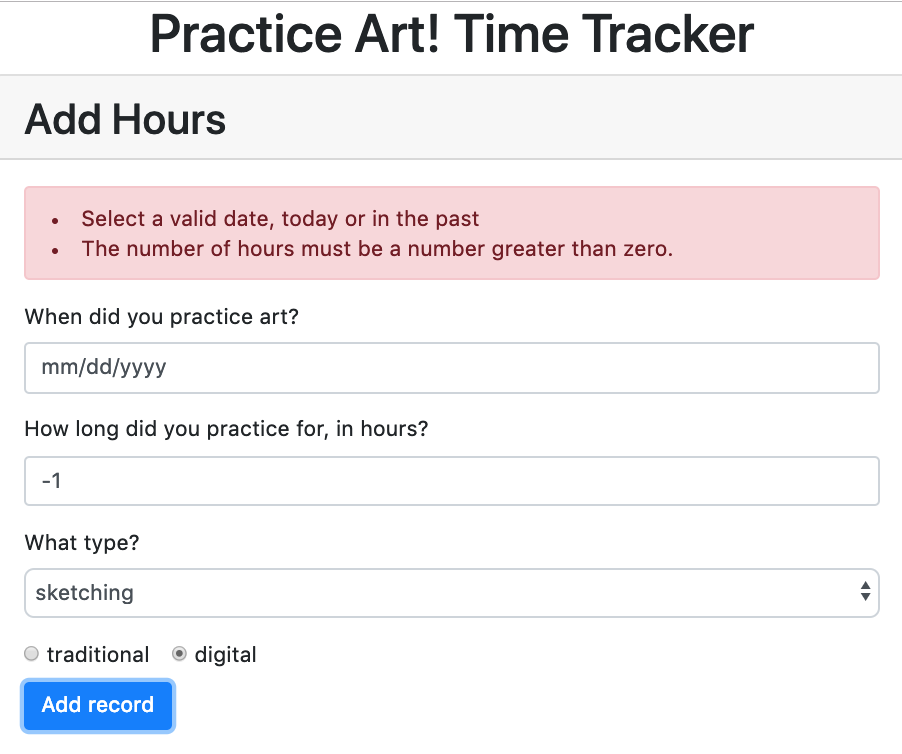 Practice Art! Time Tracker
Add Hours
• Select a valid date, today or in the past
• The number of hours must be a number greater than zero.
When did you practice art?
mm/dd/yyyy
How long did you practice for, in hours?
-1
What type?
sketching
traditional digital
Add record